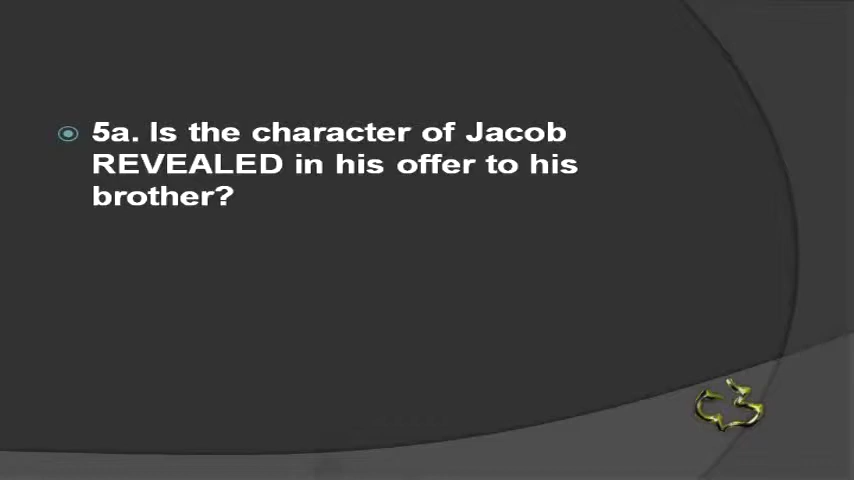 5a. Is the character of Jacob
REVEALED in his offer to his
brother?